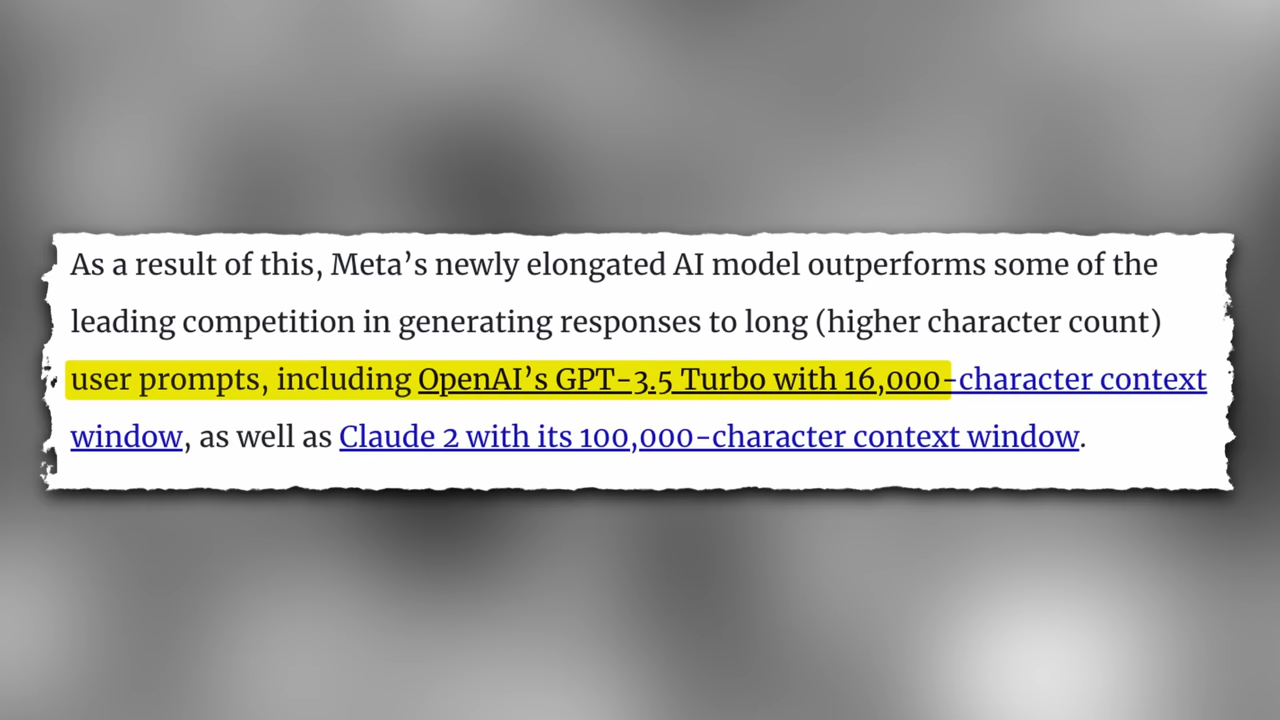 As a result of this, Meta’s newly elongated AI model outperforms some of the
leading competition in generating responses to long (higher character count)
user prompts, including OpenAI’s GPT-3.5 Turbo with 16,000-character context
window, as well as Claude 2 with its 100,000-character context window.